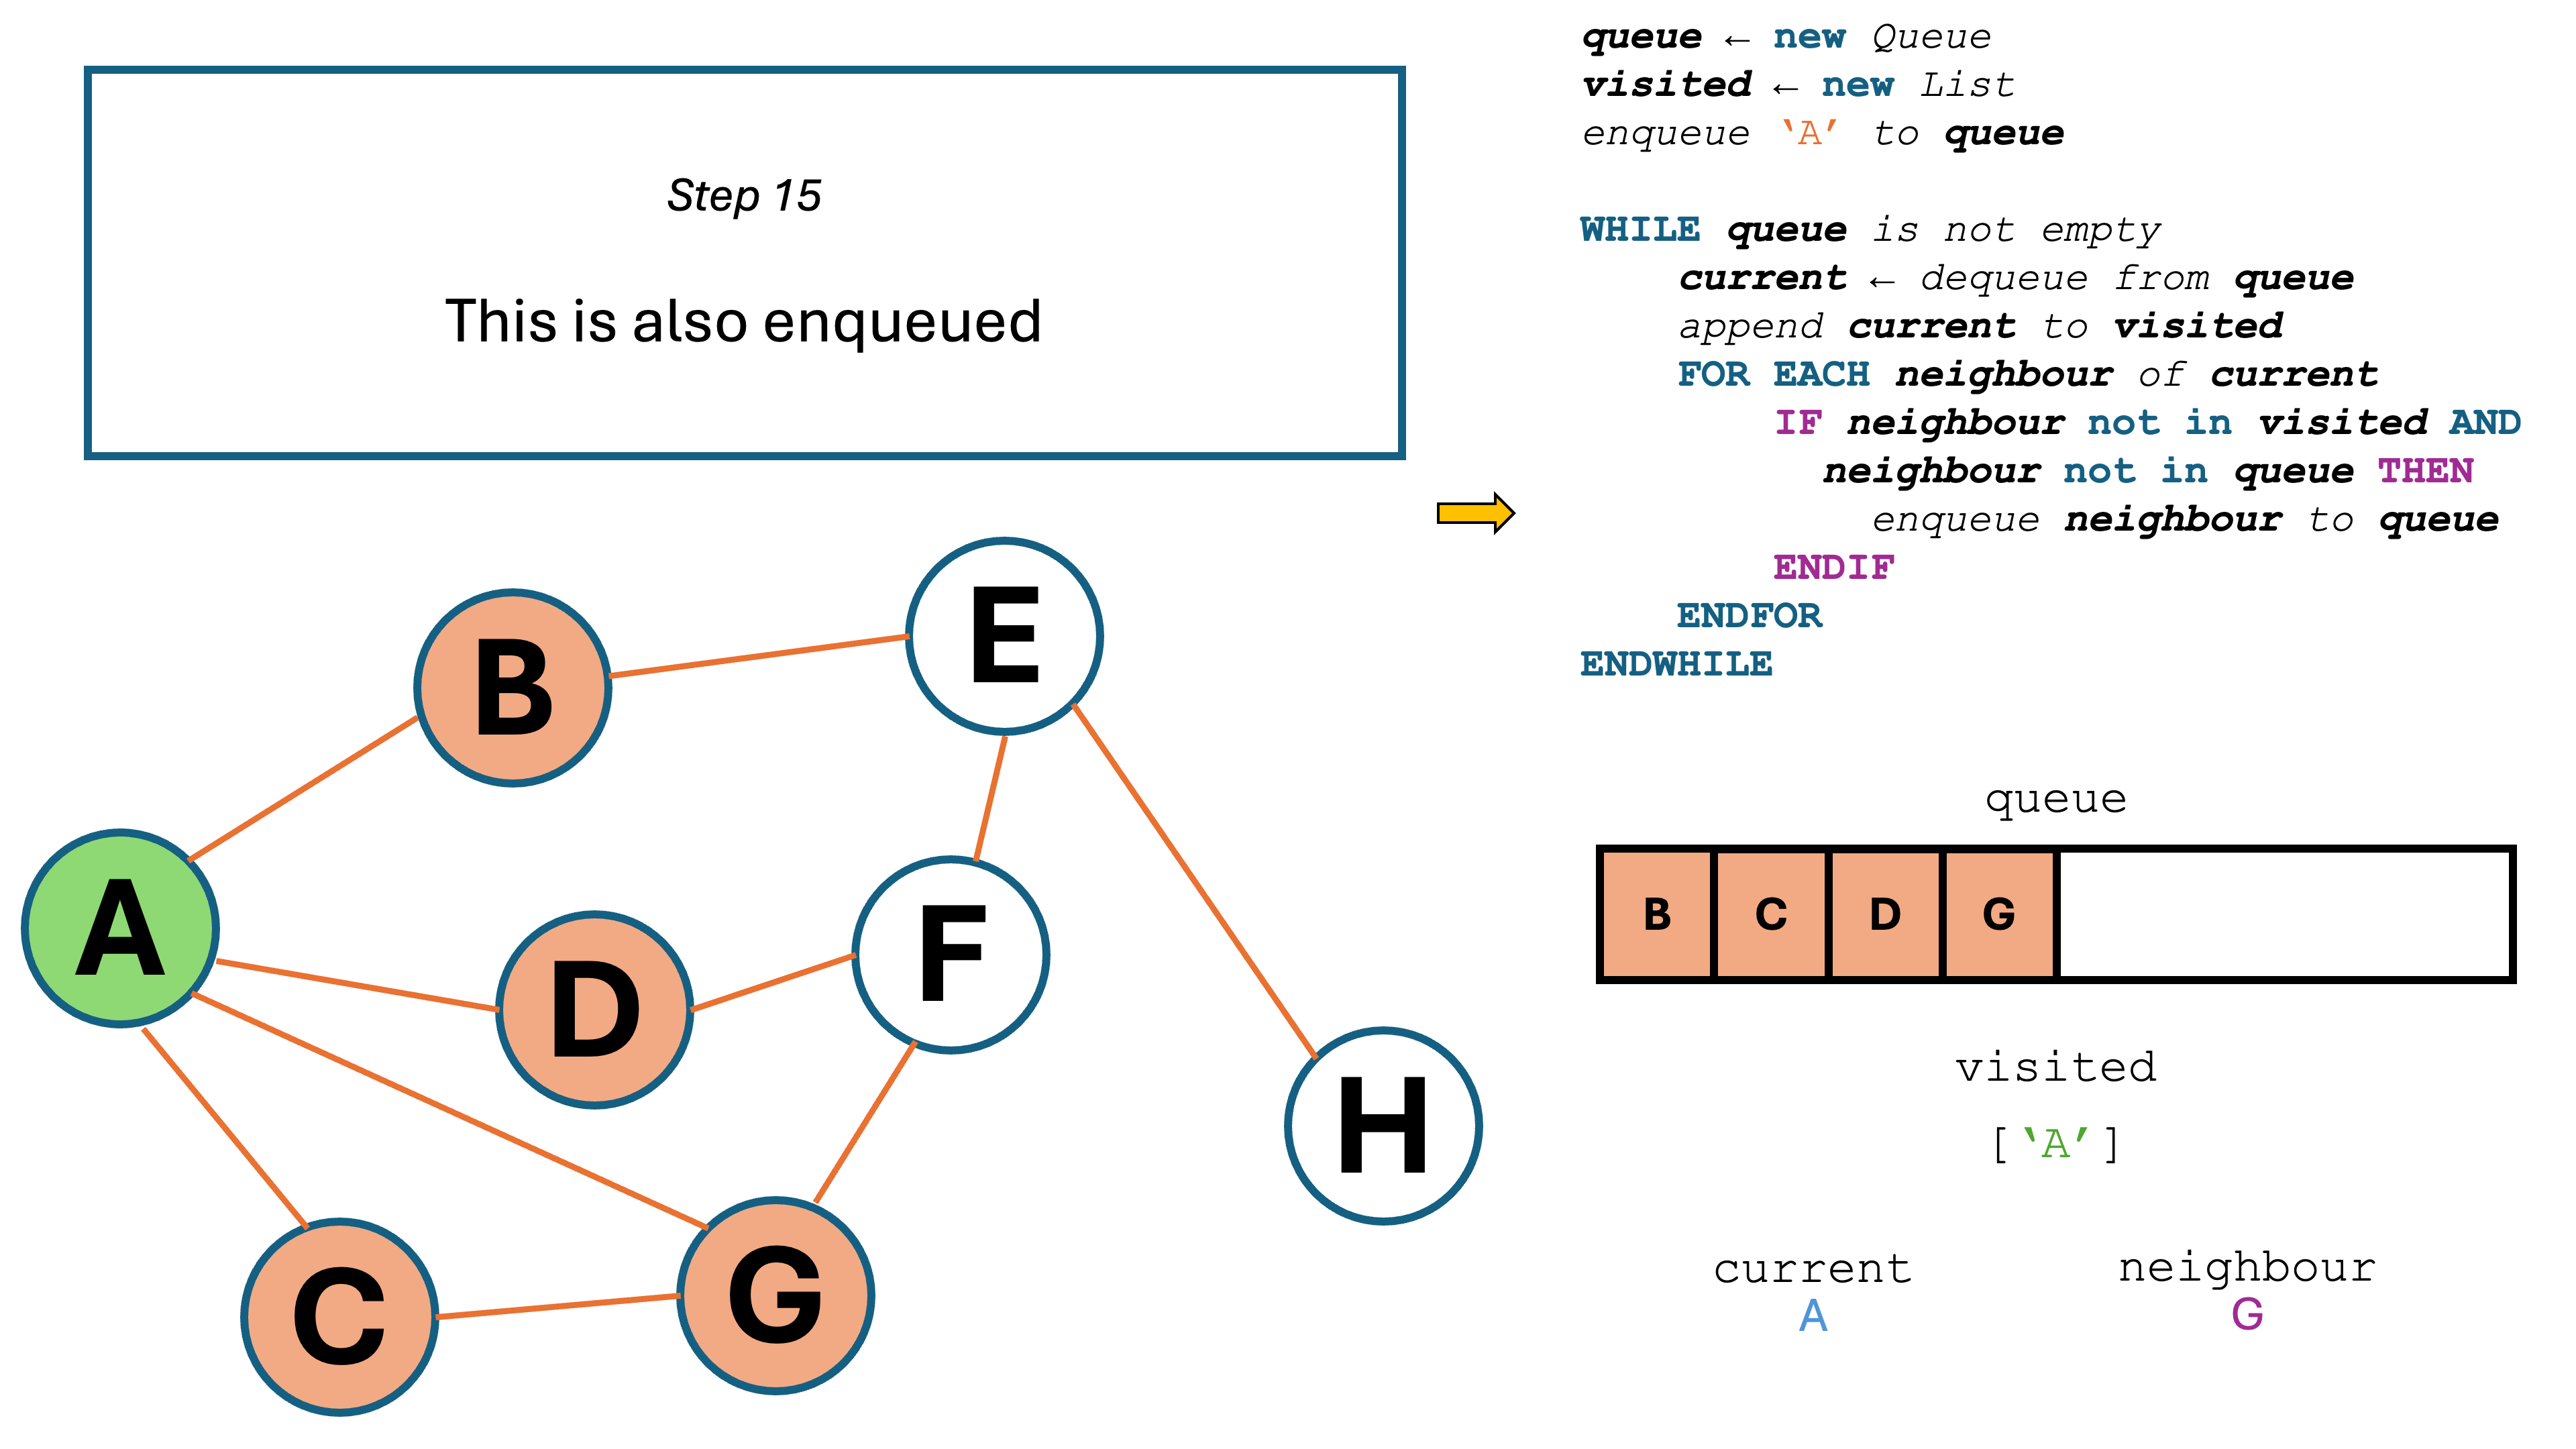 Step 15
This is also enqueued
queue ← new Queue
visited ← new List
enqueue ‘A’ to queue
WHILE queue is not empty
current ← dequeue from queue
append current to visited
FOR EACH neighbour of current
IF neighbour not in visited AND
neighbour not in queue THEN
enqueue neighbour to queue
ENDIF
ENDFOR
ENDWHILE
E
B
A
F
D
H
G
C
queue
B C D G
visited
[‘A’]
current
A
neighbour
G